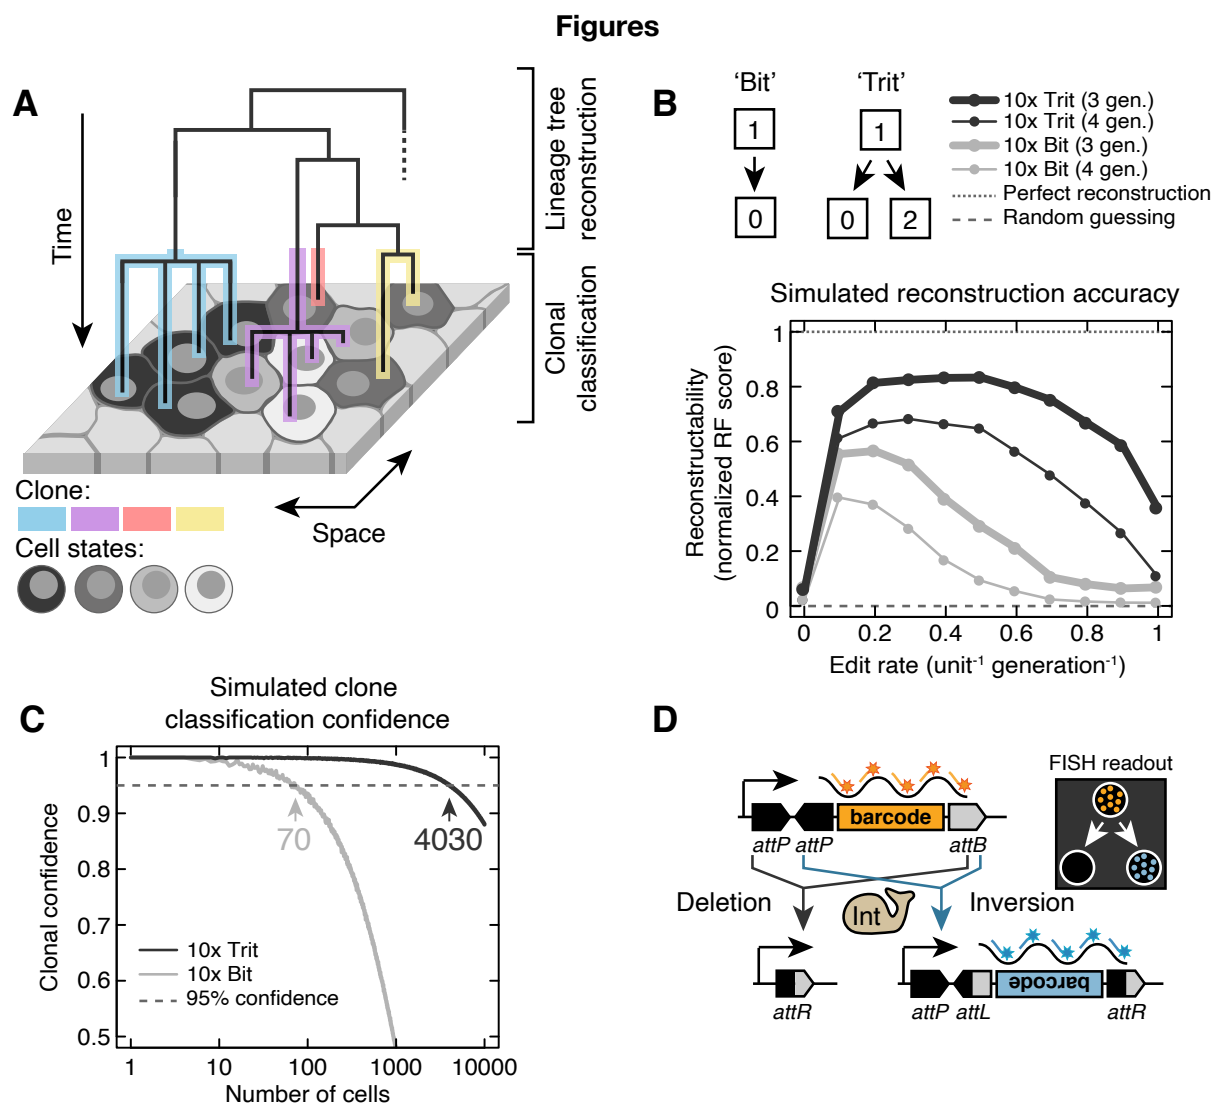 Figures
A
Time
Lineage tree
reconstruction
Clonal
classification
Space
Clone:
Cell states:
B
'Bit'
1
0
'Trit'
1
0
2
10x Trit (3 gen.)
10x Trit (4 gen.)
10x Bit (3 gen.)
10x Bit (4 gen.)
Perfect reconstruction
Random guessing
Simulated reconstruction accuracy
Reconstructability
(normalized RF score)
1
0.8
0.6
0.4
0.2
0
0
0.2
0.4
0.6
0.8
1
Edit rate (unit⁻¹ generation⁻¹)
C
Simulated clone
classification confidence
Clonal confidence
1
0.9
0.8
0.7
0.6
0.5
70
4030
10x Trit
10x Bit
95% confidence
1
10
100
1000
10000
Number of cells
D
FISH readout
barcode
attP
attP
attB
Deletion
Int
Inversion
barcode
attR
attP
attL
attR